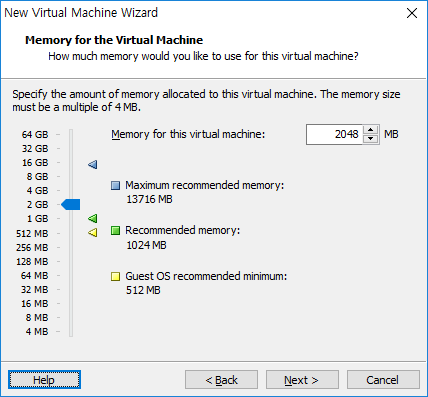 New Virtual Machine Wizard
Memory for the Virtual Machine
How much memory would you like to use for this virtual machine?
Specify the amount of memory allocated to this virtual machine. The memory size
must be a multiple of 4 MB.
Memory for this virtual machine: 2048 MB
64 GB
32 GB
16 GB
8 GB
4 GB
2 GB
1 GB
512 MB
256 MB
128 MB
64 MB
32 MB
16 MB
8 MB
4 MB
Maximum recommended memory:
13716 MB
Recommended memory:
1024 MB
Guest OS recommended minimum:
512 MB
Help
< Back
Next >
Cancel